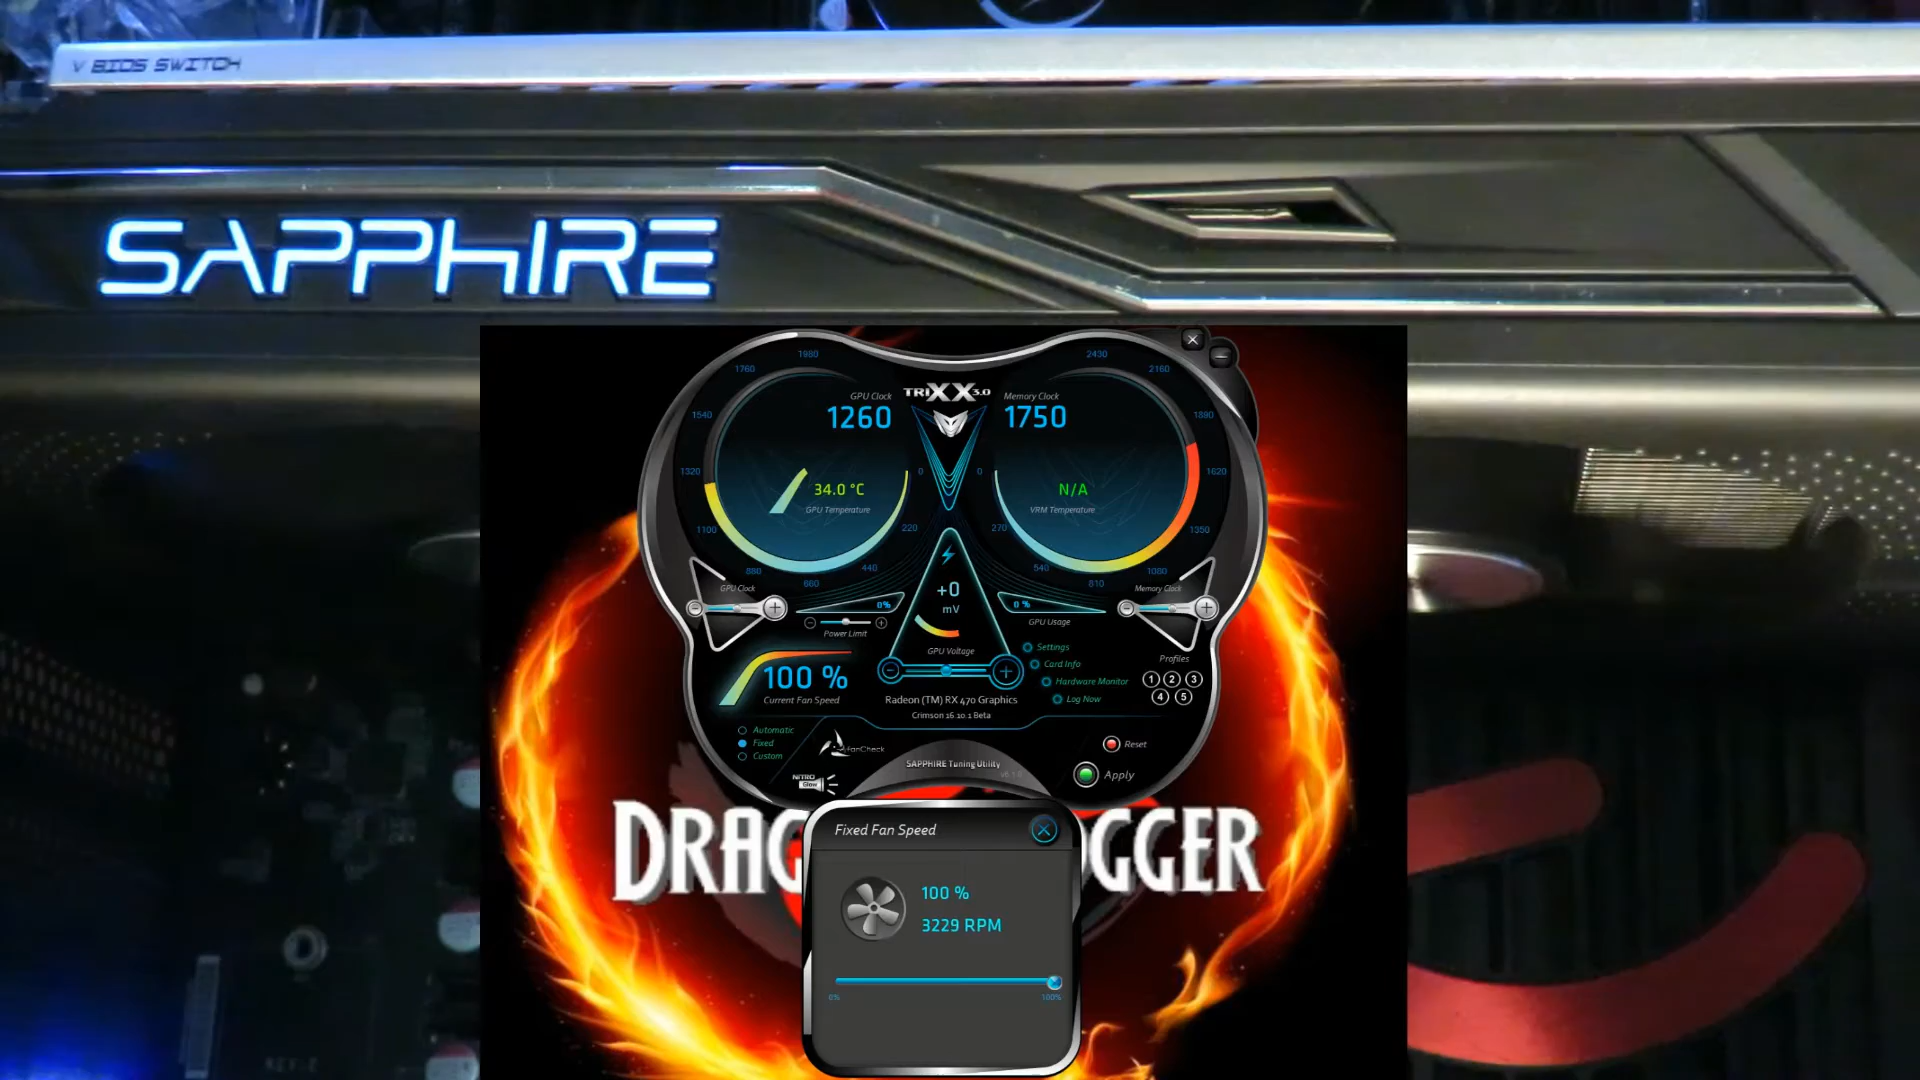 V BIOS SWITCH
SAPPHIRE
TRIXX 3.0
GPU Clock
1260
Memory Clock
1750
1980
1760
1540
1320
1100
880
660
440
220
0
2430
2160
1890
1620
1350
1080
810
540
270
0
34.0 °C
GPU Temperature
N/A
VRM Temperature
GPU Clock
Memory Clock
0%
Power Limit
+0
mV
GPU Voltage
0 %
GPU Usage
100 %
Current Fan Speed
Settings
Card Info
Hardware Monitor
Log Now
Profiles
1 2 3
4 5
Radeon (TM) RX 470 Graphics
Crimson 16.10.1 Beta
Automatic
Fixed
Custom
FanCheck
NITRO
Glow
SAPPHIRE Tuning Utility
Reset
Apply
DRAG
GGER
Fixed Fan Speed
100 %
3229 RPM
0%
100%